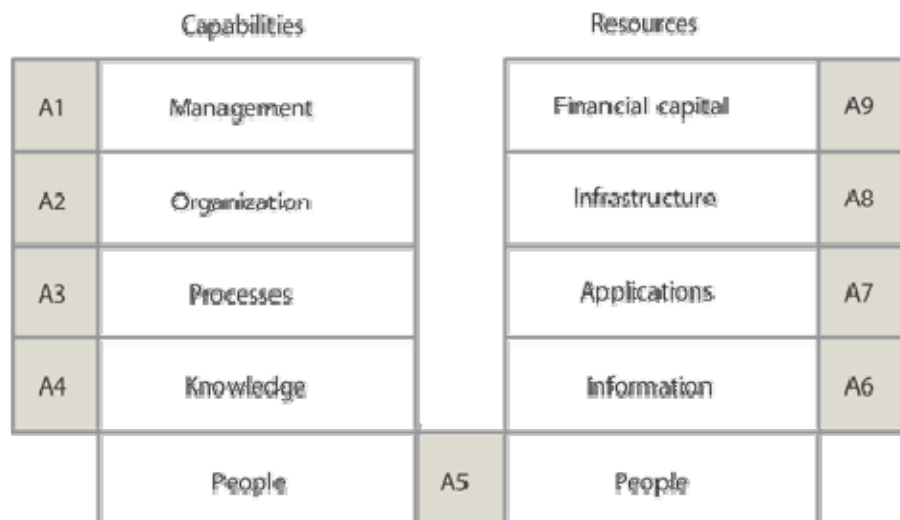 Capabilities Resources
A1 Management Financial capital A9
A2 Organization Infrastructure A8
A3 Processes Applications A7
A4 Knowledge Information A6
People A5 People